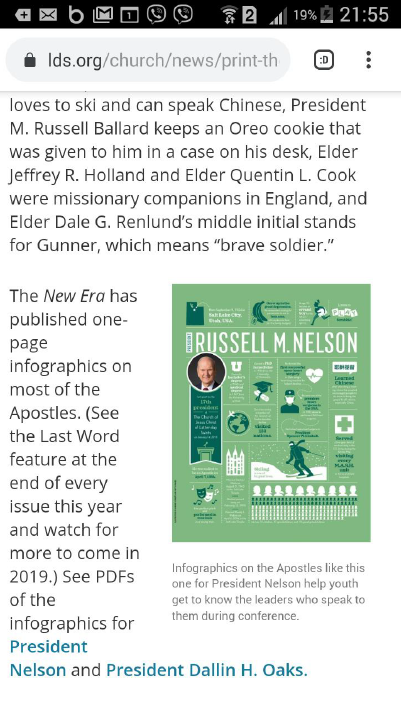 19% 21:55
lds.org/church/news/print-th
:D
loves to ski and can speak Chinese, President
M. Russell Ballard keeps an Oreo cookie that
was given to him in a case on his desk, Elder
Jeffrey R. Holland and Elder Quentin L. Cook
were missionary companions in England, and
Elder Dale G. Renlund's middle initial stands
for Gunner, which means “brave soldier.”
The New Era has
published one-
page
infographics on
most of the
Apostles. (See
the Last Word
feature at the
end of every
issue this year
and watch for
more to come in
2019.) See PDFs
of the
infographics for
President
Nelson and President Dallin H. Oaks.
PRESIDENT
RUSSELL M. NELSON
17th
president
Learned
Chinese
visited
Served
Skiing!
Infographics on the Apostles like this
one for President Nelson help youth
get to know the leaders who speak to
them during conference.